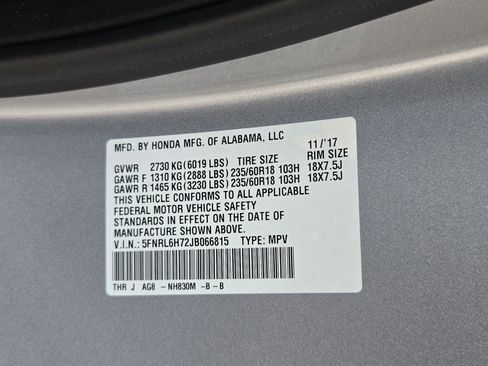 MFD. BY HONDA MFG. OF ALABAMA, LLC 11/'17
GVWR 2730 KG(6019 LBS) TIRE SIZE RIM SIZE
GAWR F 1310 KG(2888 LBS)235/60R18 103H 18X7.5J
GAWR R 1465 KG(3230 LBS)235/60R18 103H 18X7.5J
THIS VEHICLE CONFORMS TO ALL APPLICABLE
FEDERAL MOTOR VEHICLE SAFETY
STANDARDS IN EFFECT ON THE DATE OF
MANUFACTURE SHOWN ABOVE.
V.I.N.: 5FNRL6H72JB066815 TYPE: MPV
THR J AG8 -NH830M -B-B